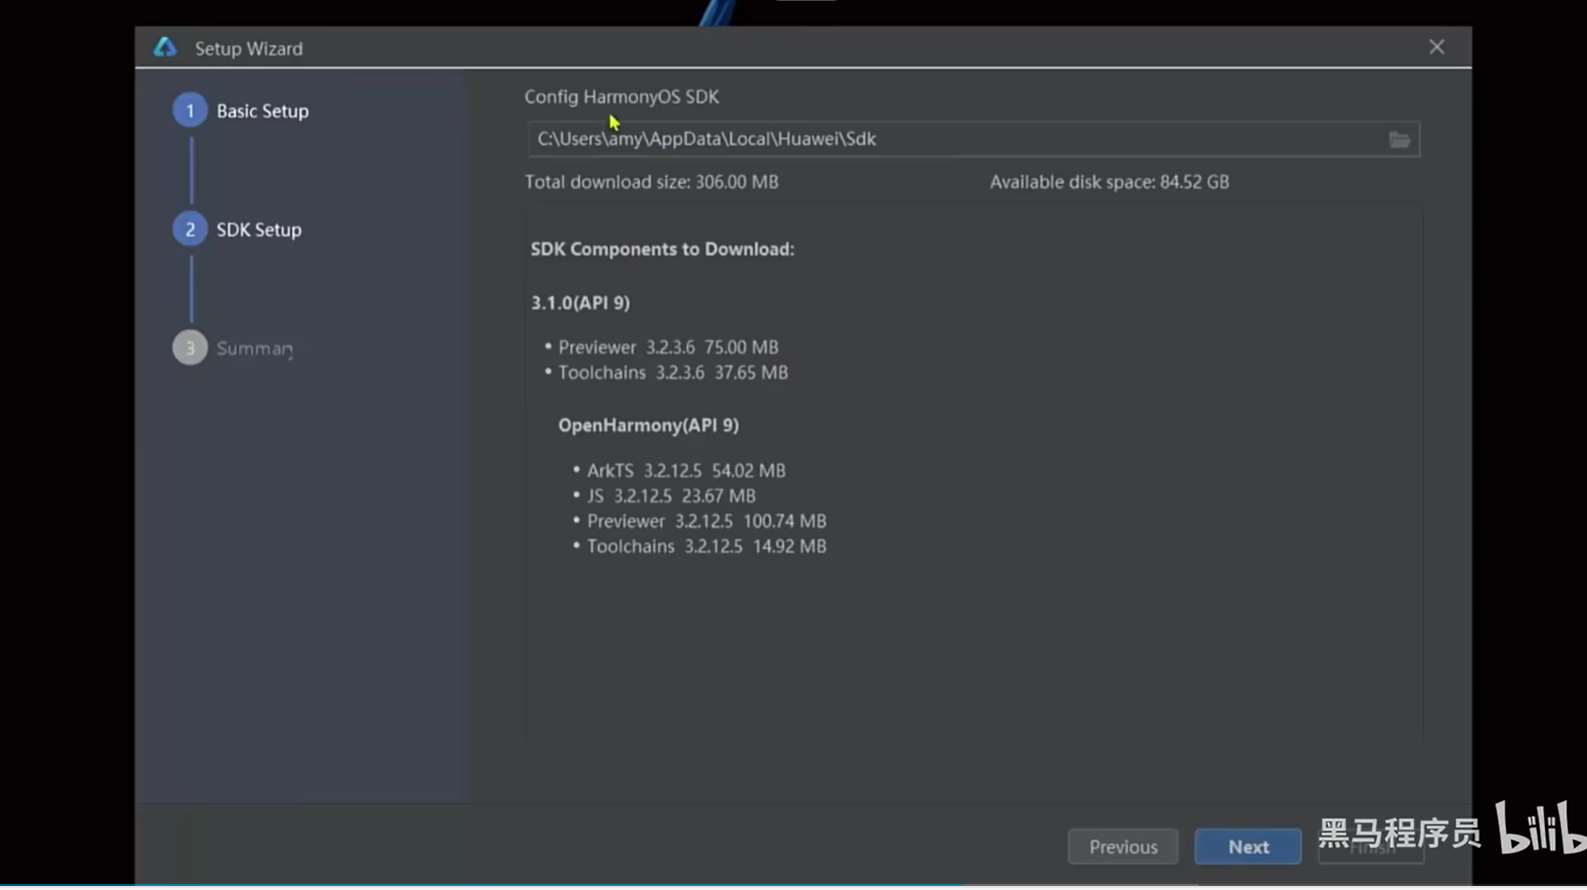 Setup Wizard
1 Basic Setup
2 SDK Setup
3 Summary
Config HarmonyOS SDK
C:\Users\amy\AppData\Local\Huawei\Sdk
Total download size: 306.00 MB
Available disk space: 84.52 GB
SDK Components to Download:
3.1.0(API 9)
• Previewer 3.2.3.6 75.00 MB
• Toolchains 3.2.3.6 37.65 MB
OpenHarmony(API 9)
• ArkTS 3.2.12.5 54.02 MB
• JS 3.2.12.5 23.67 MB
• Previewer 3.2.12.5 100.74 MB
• Toolchains 3.2.12.5 14.92 MB
Previous
Next
Finish
黑马程序员 bilib